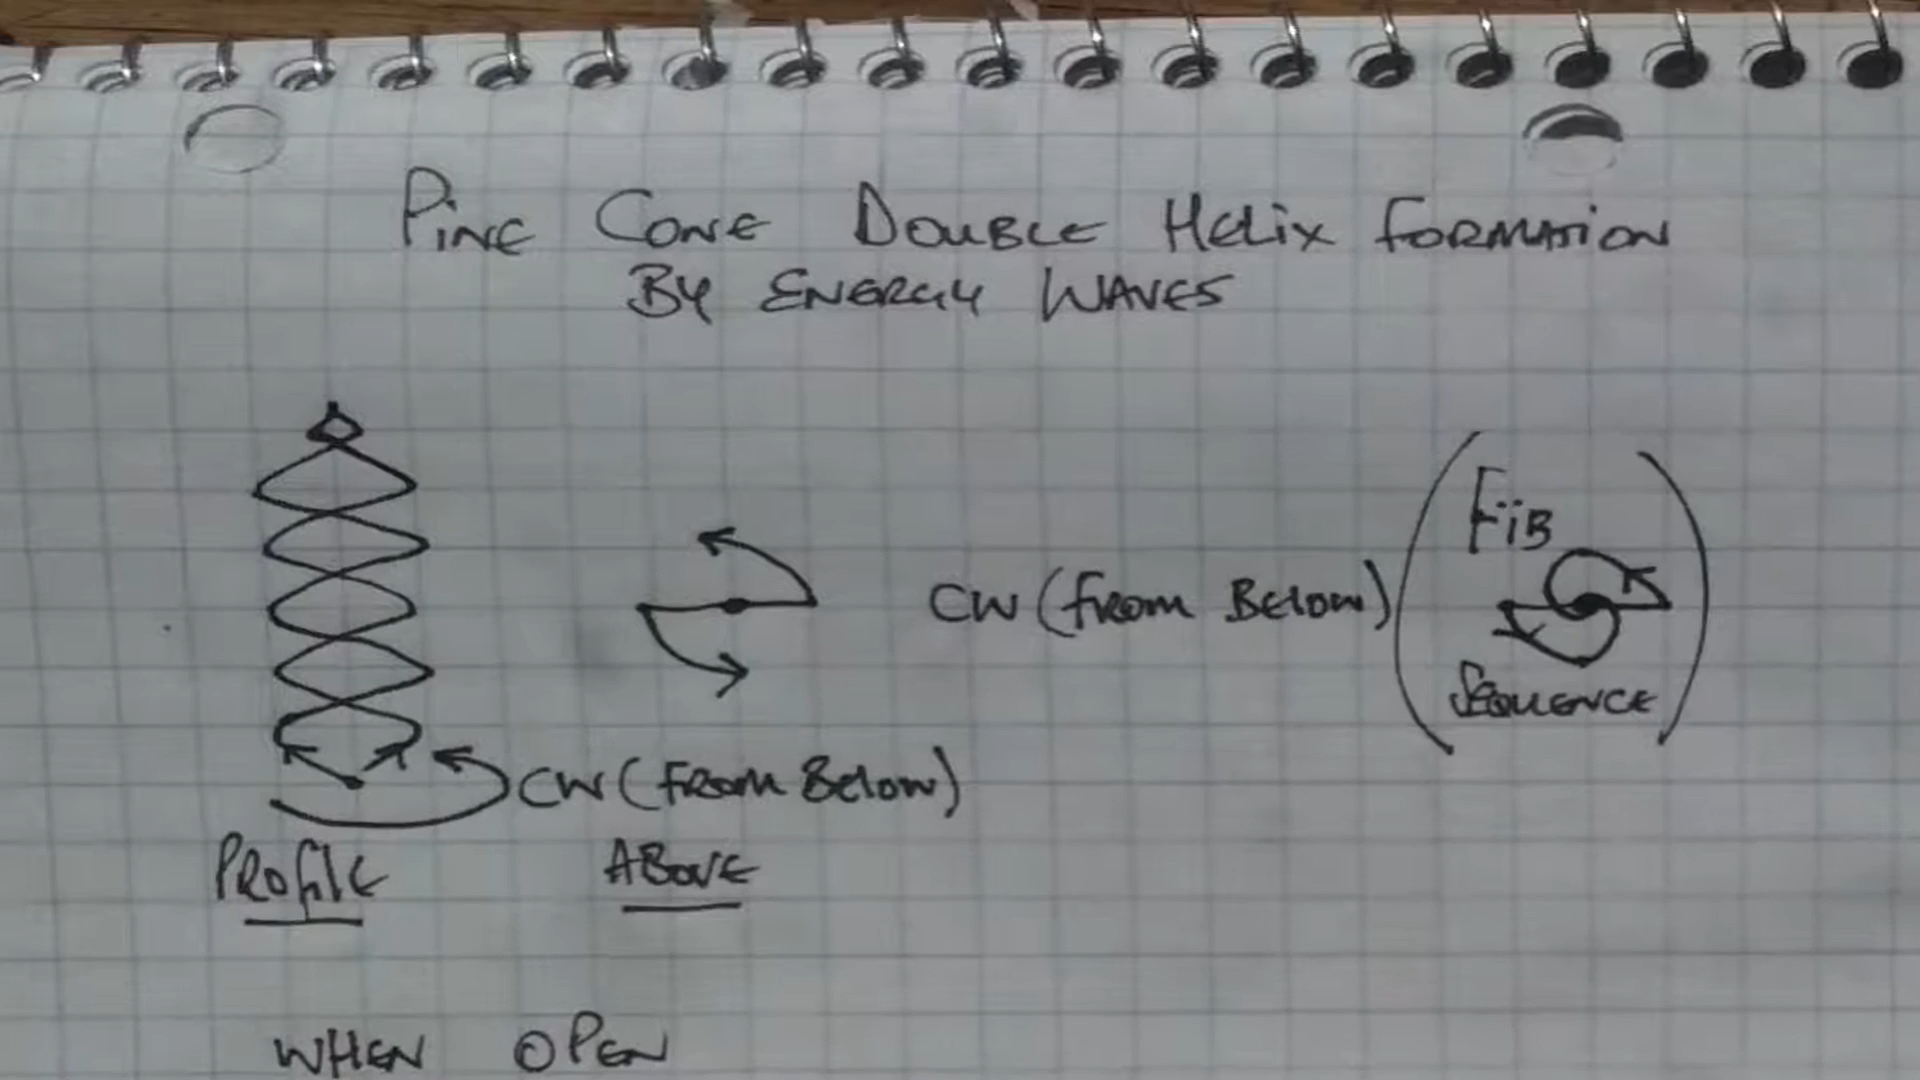 PINE CONE DOUBLE HELIX FORMATION
BY ENERGY WAVES
FIB
CW (FROM BELOW)
SEQUENCE
CW (FROM BELOW)
PROFILE ABOVE
WHEN OPEN